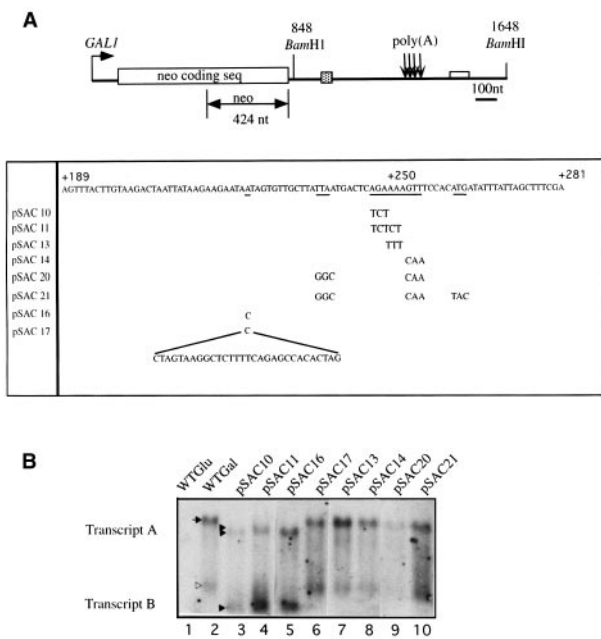 A
GAL1
848
BamH1
poly(A)
1648
BamHI
neo coding seq
neo
424 nt
100nt
+189 +250 +281
AGTTTACTTGTAAGACTAATTATAAGAAGAATAATAGTGTTGCTTATTAATGACTCAGAAAAGTTTCCACATGATATTTATTAGCTTTCGA
pSAC 10 TCT
pSAC 11 TCTCT
pSAC 13 TTT
pSAC 14 CAA
pSAC 20 GGC CAA
pSAC 21 GGC CAA TAC
pSAC 16 C
pSAC 17 C
CTAGTAAGGCTCTTTTCAGAGCCACACTAG
B
WTGlu WTGal pSAC10 pSAC11 pSAC16 pSAC17 pSAC13 pSAC14 pSAC20 pSAC21
Transcript A
Transcript B
1 2 3 4 5 6 7 8 9 10